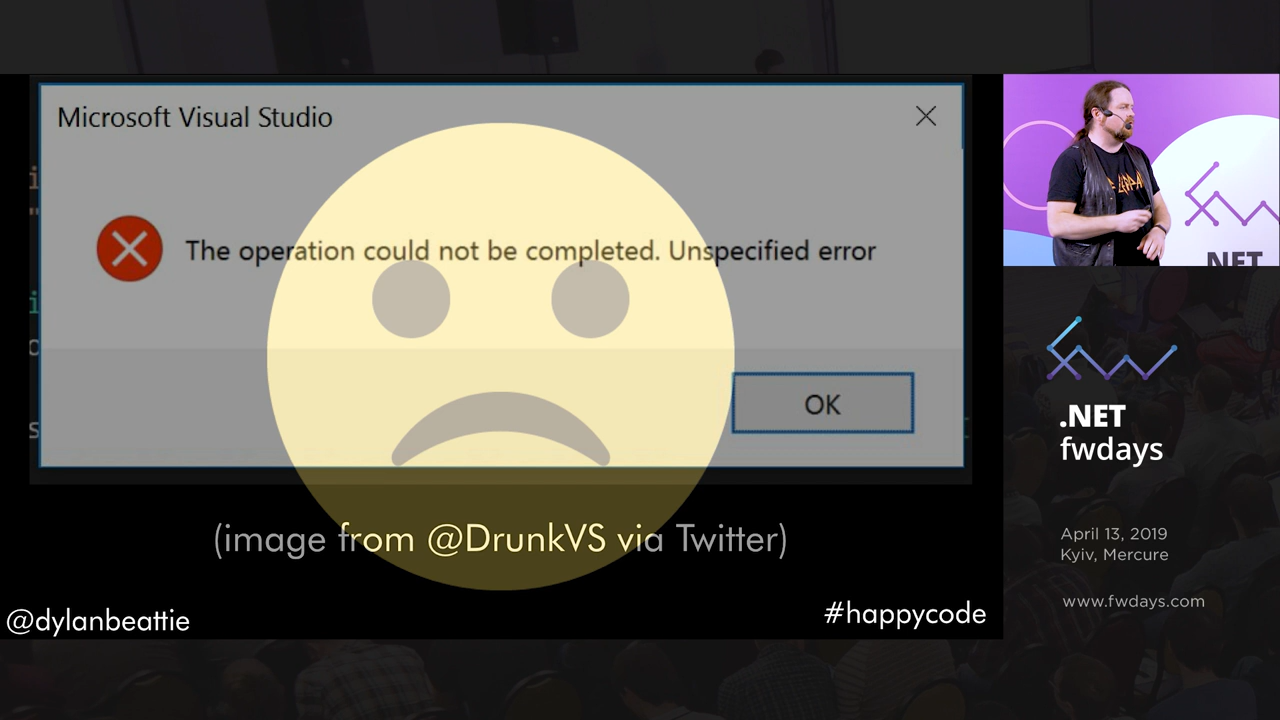 Microsoft Visual Studio
The operation could not be completed. Unspecified error
OK
(image from @DrunkVS via Twitter)
@dylanbeattie
#happycode
.NET
.NET
fwdays
April 13, 2019
Kyiv, Mercure
www.fwdays.com